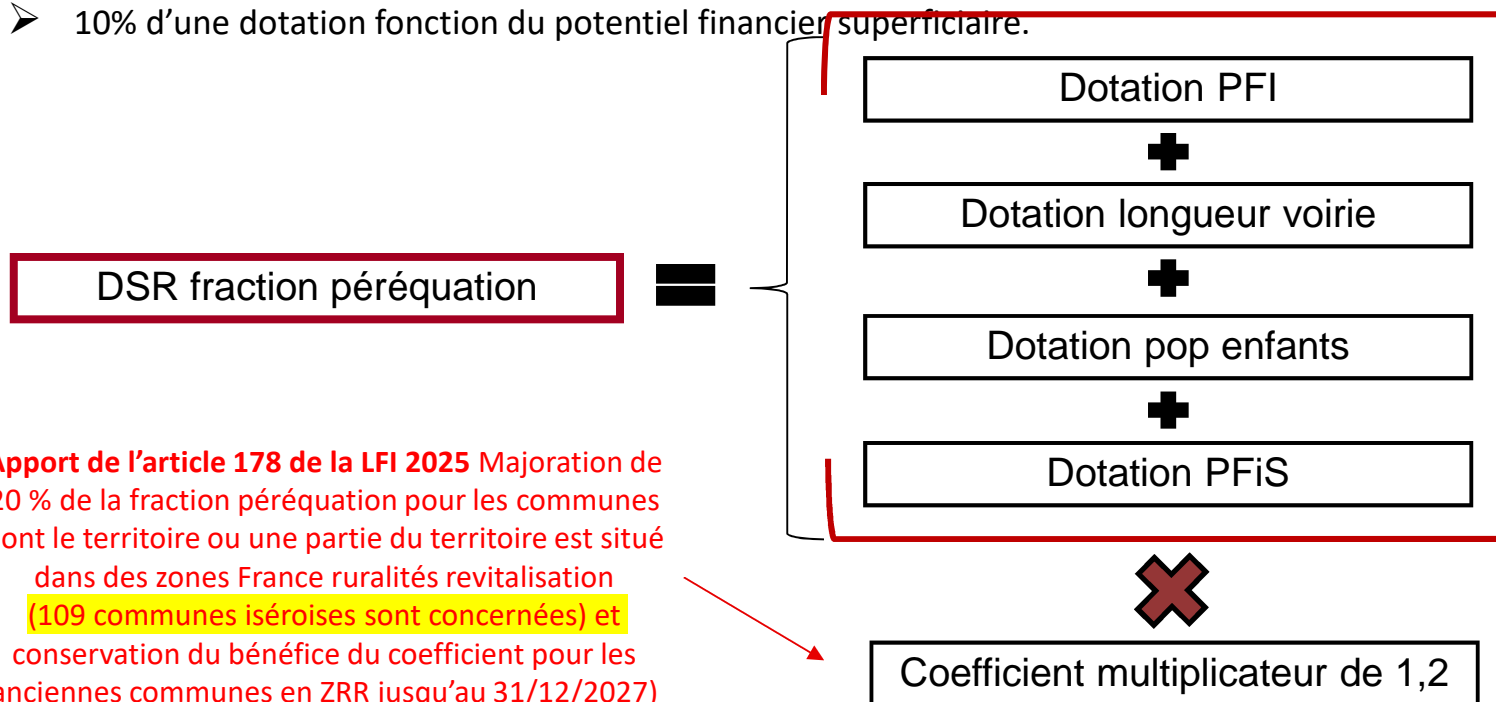 ➢ 10% d’une dotation fonction du potentiel financier superficiaire.
Dotation PFI
Dotation longueur voirie
DSR fraction péréquation
Dotation pop enfants
Dotation PFiS
Apport de l’article 178 de la LFI 2025 Majoration de
20 % de la fraction péréquation pour les communes
dont le territoire ou une partie du territoire est situé
dans des zones France ruralités revitalisation
(109 communes iséroises sont concernées) et
conservation du bénéfice du coefficient pour les
anciennes communes en ZRR jusqu’au 31/12/2027)
Coefficient multiplicateur de 1,2